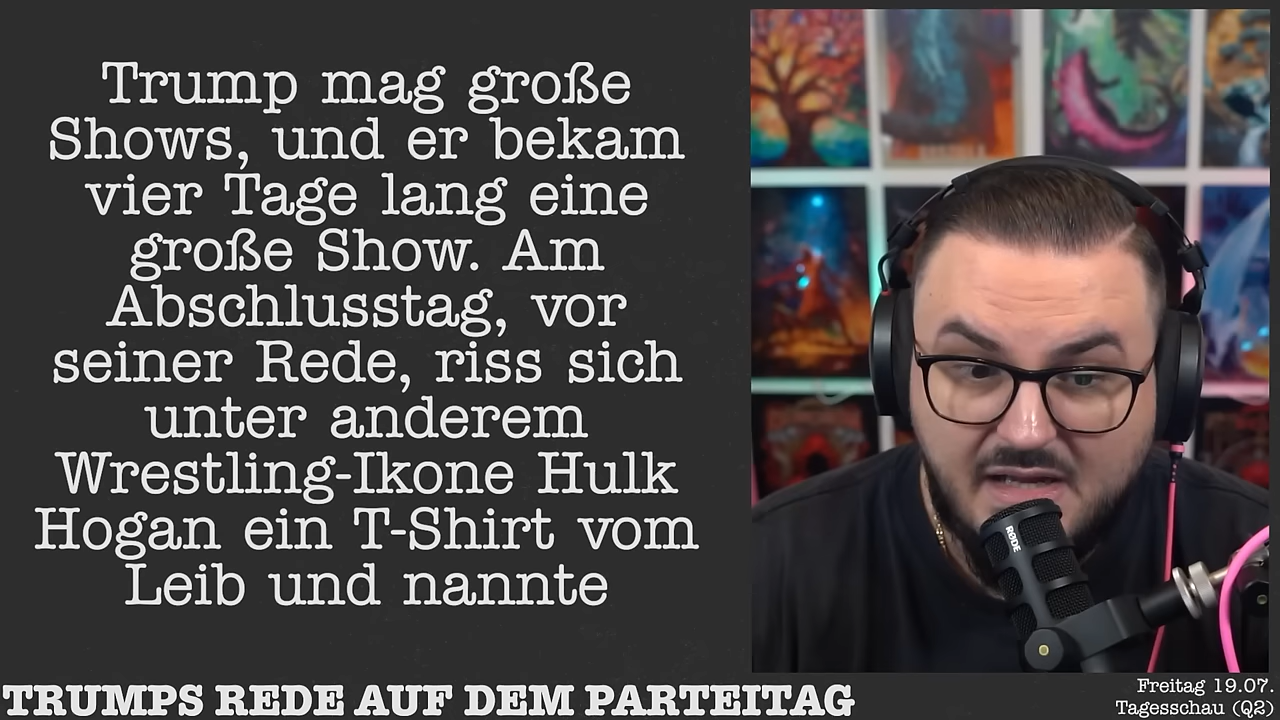 Trump mag große
Shows, und er bekam
vier Tage lang eine
große Show. Am
Abschlusstag, vor
seiner Rede, riss sich
unter anderem
Wrestling-Ikone Hulk
Hogan ein T-Shirt vom
Leib und nannte
RØDE
TRUMPS REDE AUF DEM PARTEITAG
Freitag 19.07.
Tagesschau (Q2)